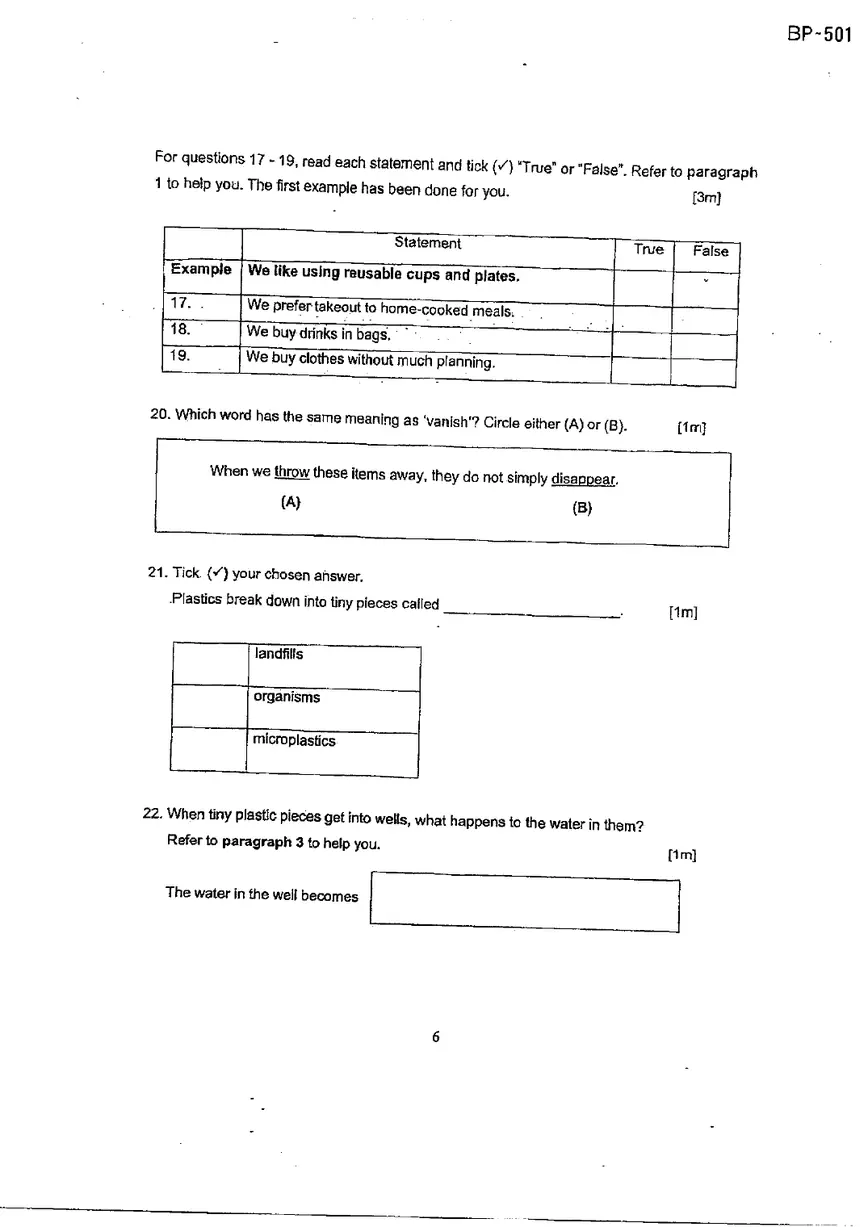 BP-501
For questions 17 - 19, read each statement and tick (✓) "True" or "False". Refer to paragraph
1 to help you. The first example has been done for you.
[3m]
Statement True False
Example We like using reusable cups and plates.
17. We prefer takeout to home-cooked meals.
18. We buy drinks in bags.
19. We buy clothes without much planning.
20. Which word has the same meaning as 'vanish'? Circle either (A) or (B). [1m]
When we throw these items away, they do not simply disappear.
(A) (B)
21. Tick (✓) your chosen answer.
Plastics break down into tiny pieces called ____________________. [1m]
landfills
organisms
microplastics
22. When tiny plastic pieces get into wells, what happens to the water in them?
Refer to paragraph 3 to help you.
[1m]
The water in the well becomes
6